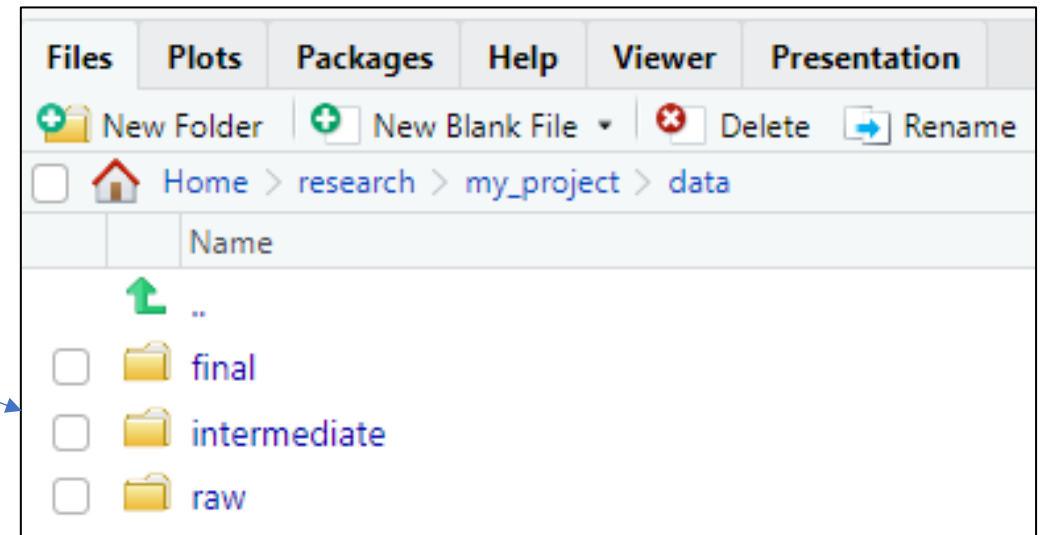 Files Plots Packages Help Viewer Presentation
New Folder New Blank File Delete Rename
Home > research > my_project > data
Name
..
final
intermediate
raw